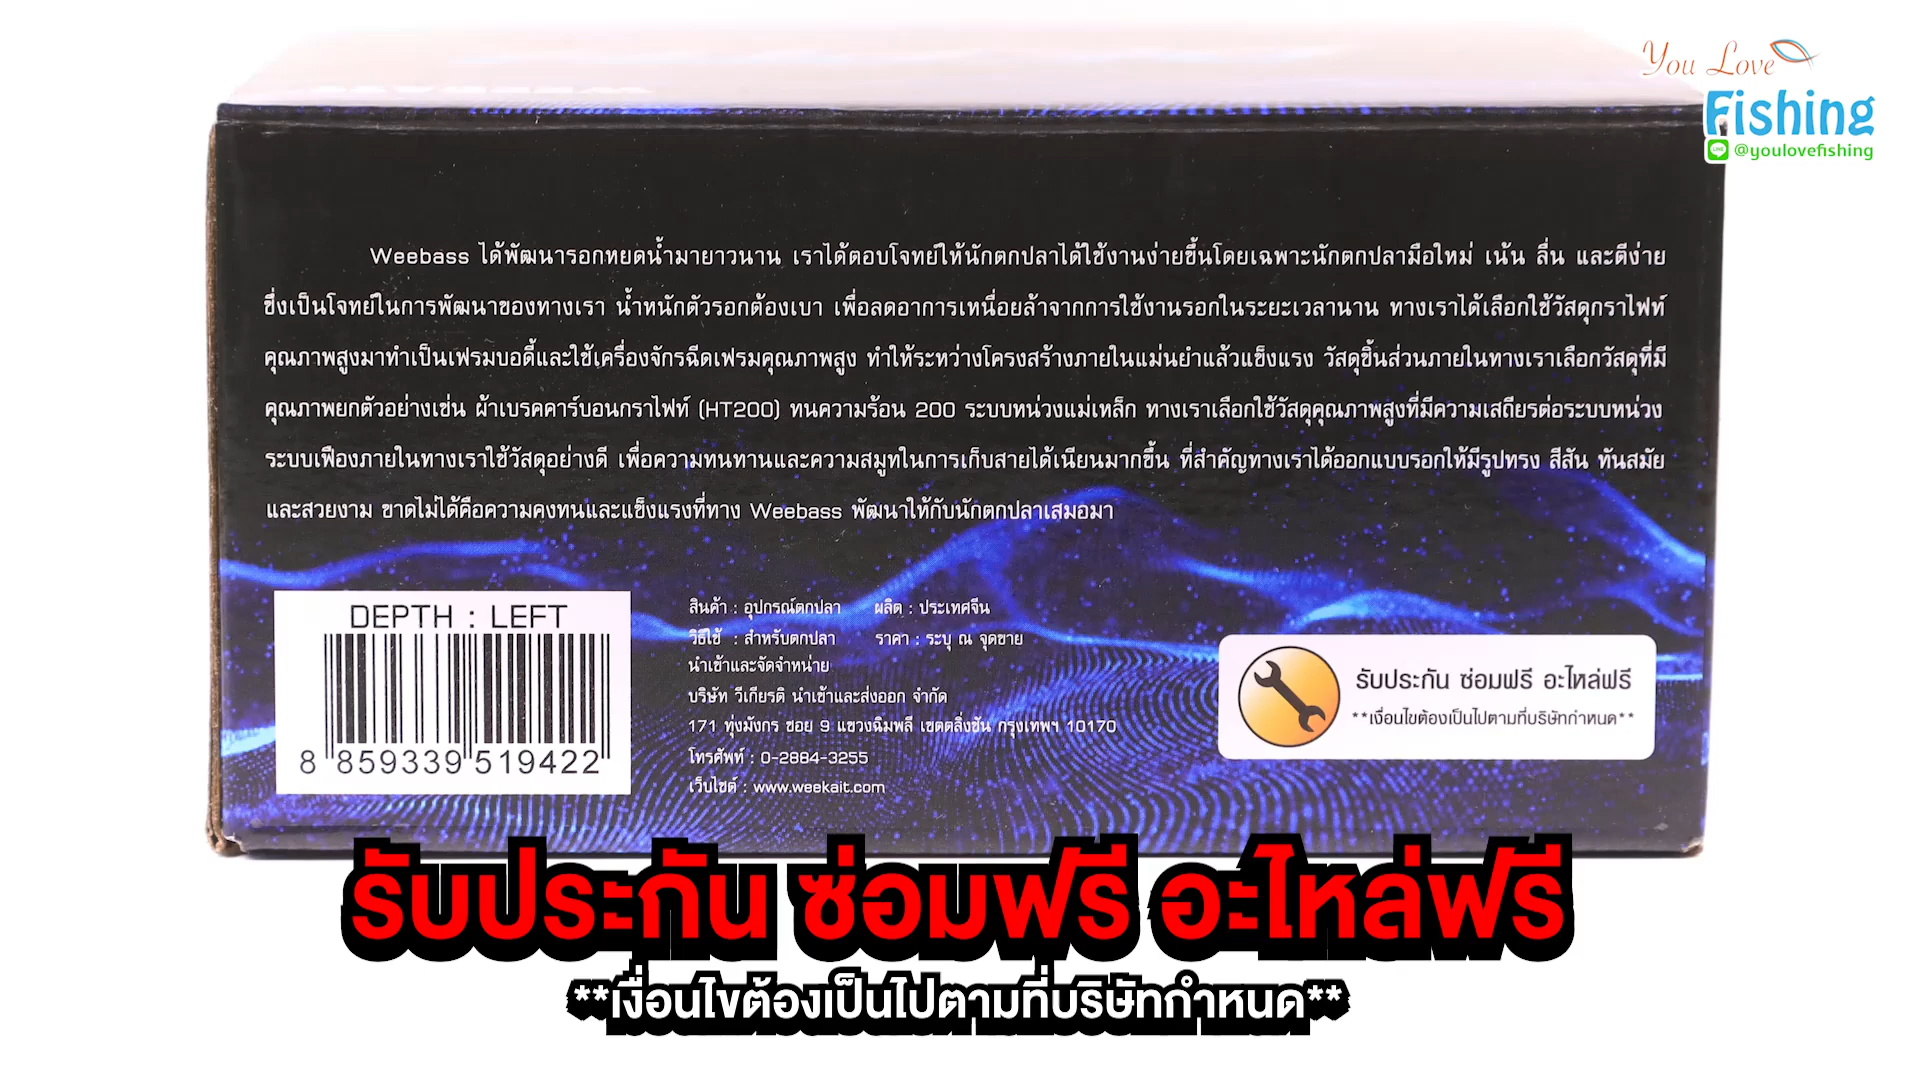 You Love
Fishing
@youlovefishing
Weebass ได้พัฒนารอกหยดน้ำมายาวนาน เราได้ตอบโจทย์ให้นักตกปลาได้ใช้งานง่ายขึ้นโดยเฉพาะนักตกปลามือใหม่ เน้น ลื่น และตีง่าย
ซึ่งเป็นโจทย์ในการพัฒนาของทางเรา น้ำหนักตัวรอกต้องเบา เพื่อลดอาการเหนื่อยล้าจากการใช้งานรอกในระยะเวลานาน ทางเราได้เลือกใช้วัสดุกราไฟท์
คุณภาพสูงมาทำเป็นเฟรมบอดี้และใช้เครื่องจักรฉีดเฟรมคุณภาพสูง ทำให้ระหว่างโครงสร้างภายในแม่นยำแล้วแข็งแรง วัสดุชิ้นส่วนภายในทางเราเลือกวัสดุที่มี
คุณภาพยกตัวอย่างเช่น ผ้าเบรคคาร์บอนกราไฟท์ (HT200) ทนความร้อน 200 ระบบหน่วงแม่เหล็ก ทางเราเลือกใช้วัสดุคุณภาพสูงที่มีความเสถียรต่อระบบหน่วง
ระบบเฟืองภายในทางเราใช้วัสดุอย่างดี เพื่อความทนทานและความสมูทในการเก็บสายได้เนียนมากขึ้น ที่สำคัญทางเราได้ออกแบบรอกให้มีรูปทรง สีสัน ทันสมัย
และสวยงาม ขาดไม่ได้คือความคงทนและแข็งแรงที่ทาง Weebass พัฒนาให้กับนักตกปลาเสมอมา
DEPTH : LEFT
8 859339 519422
สินค้า : อุปกรณ์ตกปลา ผลิต : ประเทศจีน
วิธีใช้ : สำหรับตกปลา ราคา : ระบุ ณ จุดขาย
นำเข้าและจัดจำหน่าย
บริษัท วีเกียรติ นำเข้าและส่งออก จำกัด
171 ทุ่งมังกร ซอย 9 แขวงฉิมพลี เขตตลิ่งชัน กรุงเทพฯ 10170
โทรศัพท์ : 0-2884-3255
เว็บไซต์ : www.weekait.com
รับประกัน ซ่อมฟรี อะไหล่ฟรี
**เงื่อนไขต้องเป็นไปตามที่บริษัทกำหนด**
รับประกัน ซ่อมฟรี อะไหล่ฟรี
**เงื่อนไขต้องเป็นไปตามที่บริษัทกำหนด**